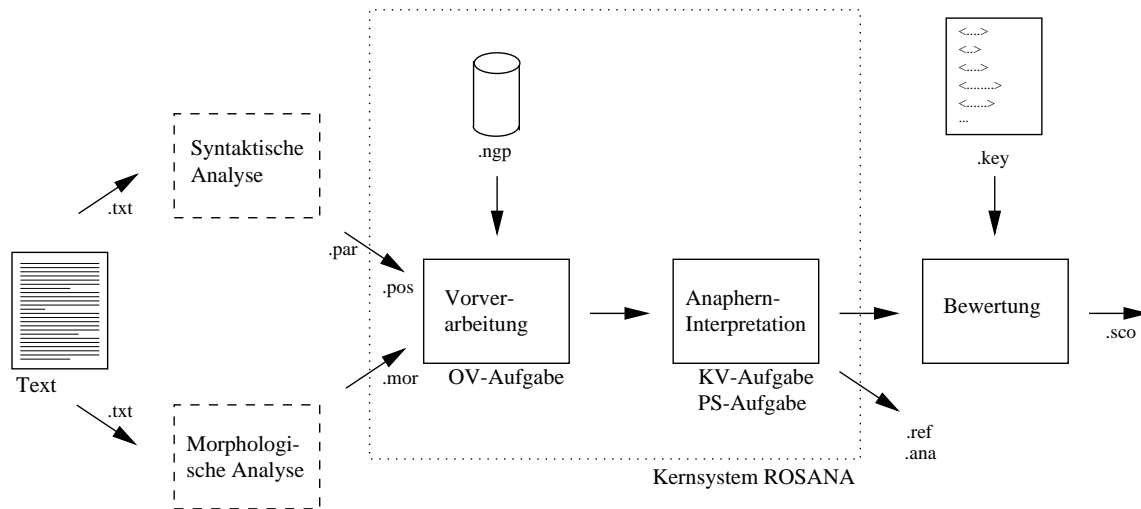 <....>
<..>
<....>
<........>
<......>
...
.key
.ngp
Syntaktische
Analyse
.txt
.par
.pos
Text
.txt
.mor
Morphologi-
sche Analyse
Vorver-
arbeitung
OV-Aufgabe
Anaphern-
Interpretation
KV-Aufgabe
PS-Aufgabe
.ref
.ana
Bewertung
.sco
Kernsystem ROSANA